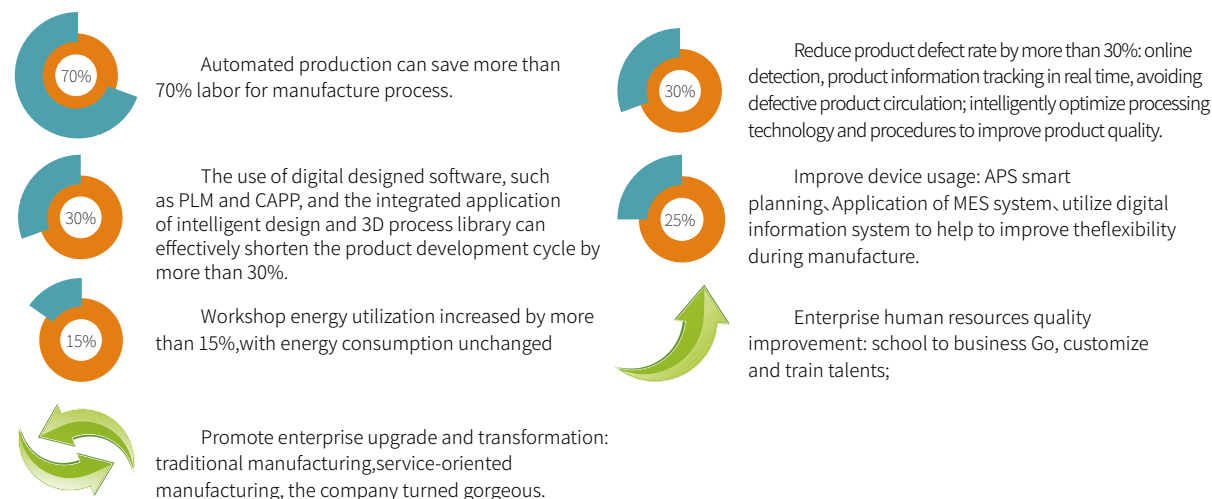 70%
Automated production can save more than
70% labor for manufacture process.
30%
The use of digital designed software, such
as PLM and CAPP, and the integrated application
of intelligent design and 3D process library can
effectively shorten the product development cycle by
more than 30%.
15%
Workshop energy utilization increased by more
than 15%,with energy consumption unchanged
Promote enterprise upgrade and transformation:
traditional manufacturing,service-oriented
manufacturing, the company turned gorgeous.
30%
Reduce product defect rate by more than 30%: online
detection, product information tracking in real time, avoiding
defective product circulation; intelligently optimize processing
technology and procedures to improve product quality.
25%
Improve device usage: APS smart
planning、Application of MES system、utilize digital
information system to help to improve theflexibility
during manufacture.
Enterprise human resources quality
improvement: school to business Go, customize
and train talents;